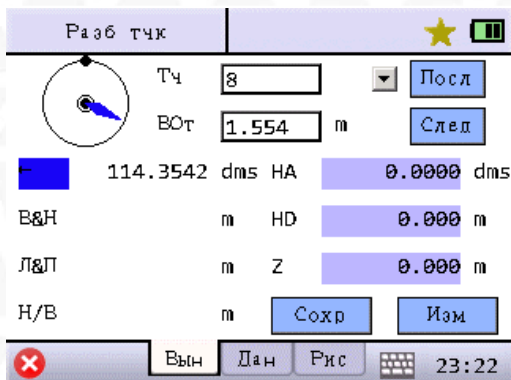 Разб тчк
Тч 8 Посл
ВОт 1.554 m След
← 114.3542 dms HA 0.0000 dms
В&Н m HD 0.000 m
Л&П m Z 0.000 m
Н/В m Сохр Изм
Вын Дан Рис 23:22